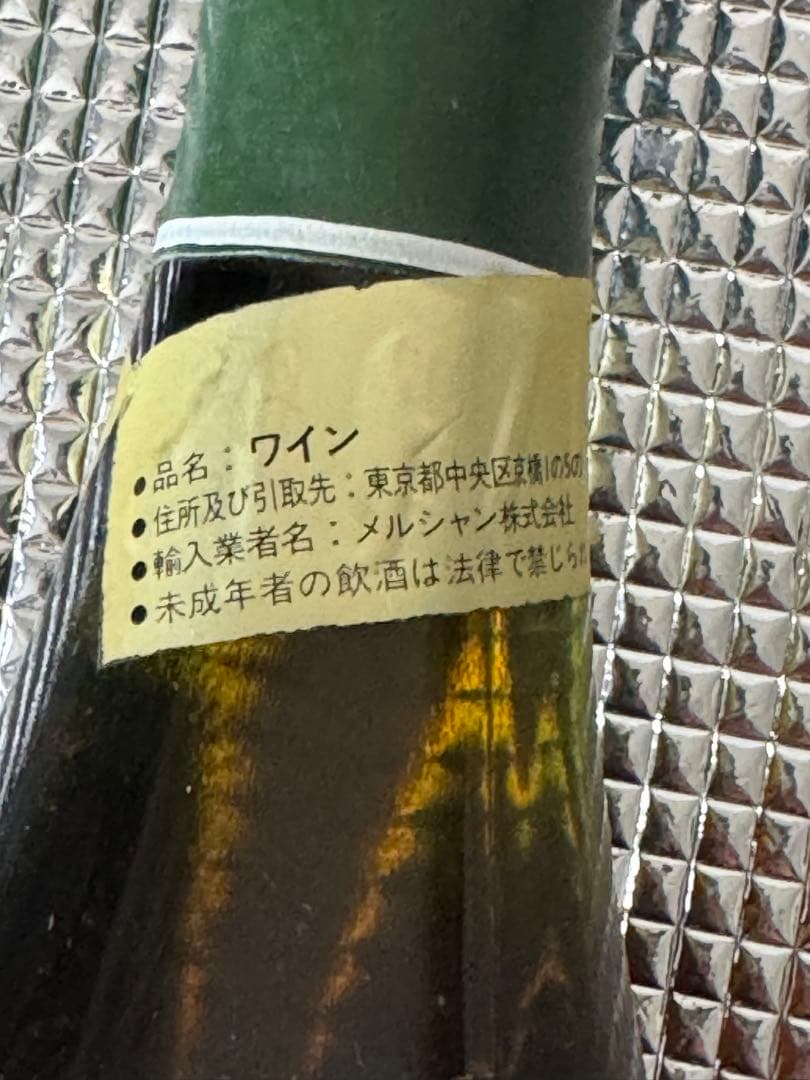 ●品名：ワイン
●住所及び引取先：東京都中央区京橋1の5の
●輸入業者名：メルシャン株式会社
●未成年者の飲酒は法律で禁じら